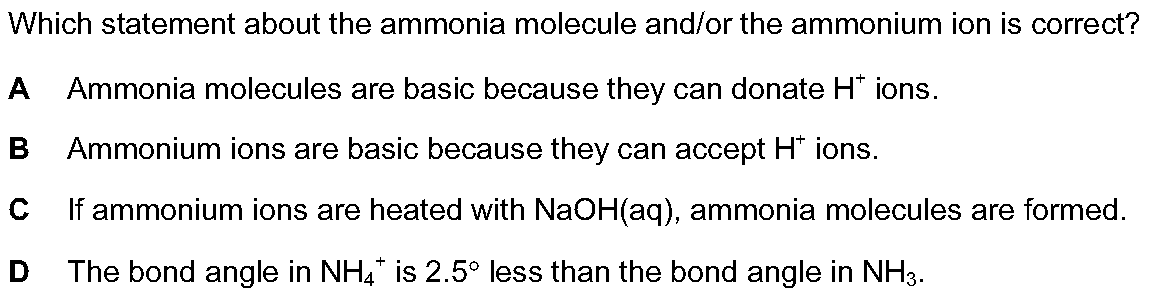 Which statement about the ammonia molecule and/or the ammonium ion is correct?
A Ammonia molecules are basic because they can donate H⁺ ions.
B Ammonium ions are basic because they can accept H⁺ ions.
C If ammonium ions are heated with NaOH(aq), ammonia molecules are formed.
D The bond angle in NH₄⁺ is 2.5° less than the bond angle in NH₃.